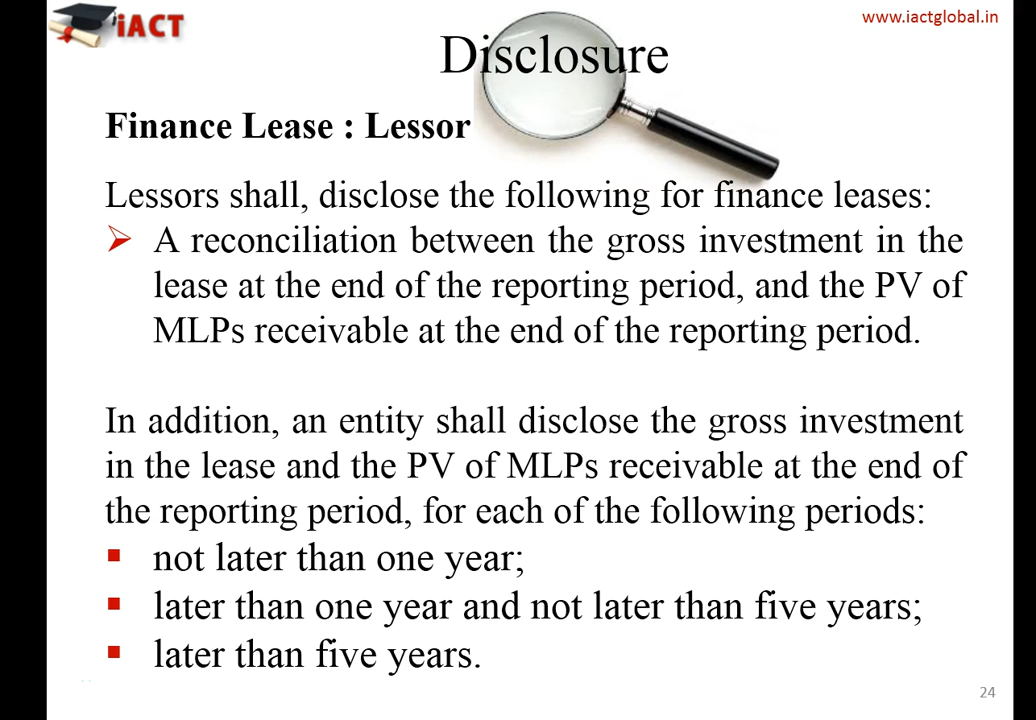 iACT
www.iactglobal.in
Disclosure
Finance Lease : Lessor
Lessors shall, disclose the following for finance leases:
A reconciliation between the gross investment in the
lease at the end of the reporting period, and the PV of
MLPs receivable at the end of the reporting period.
In addition, an entity shall disclose the gross investment
in the lease and the PV of MLPs receivable at the end of
the reporting period, for each of the following periods:
not later than one year;
later than one year and not later than five years;
later than five years.
24